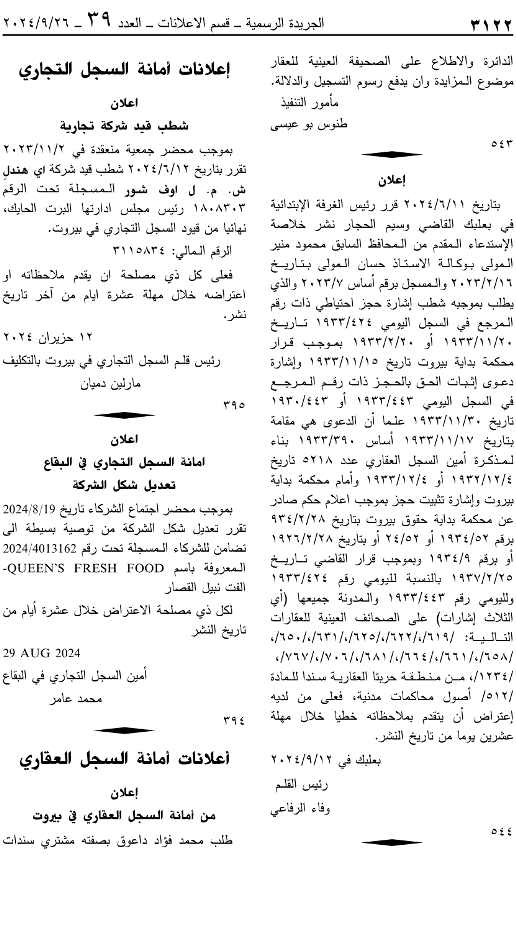 ٣١٢٢
الجريدة الرسمية – قسم الاعلانات – العدد ٣٩ – ٢٠٢٤/٩/٢٦
الدائرة والاطلاع على الصحيفة العينية للعقار
موضوع المزايدة وان يدفع رسوم التسجيل والدلالة.
مأمور التنفيذ
طنوس بو عيسى
٥٤٣
إعلان
بتاريخ ٢٠٢٤/٦/١١ قرر رئيس الغرفة الإبتدائية
في بعلبك القاضي وسيم الحجار نشر خلاصة
الإستدعاء المقدم من المحافظ السابق محمود منير
المولى بوكالة الاستاذ حسان المولى بتاريخ
٢٠٢٣/٢/١٦ والمسجل برقم أساس ٢٠٢٣/٧ والذي
يطلب بموجبه شطب إشارة حجز احتياطي ذات رقم
المرجع في السجل اليومي ١٩٣٣/٤٢٤ تاريخ
١٩٣٣/١١/٢٠ أو ١٩٣٣/٢/٢٠ بموجب قرار
محكمة بداية بيروت تاريخ ١٩٣٣/١١/١٥ وإشارة
دعوى إثبات الحق بالحجز ذات رقم المرجع
في السجل اليومي ١٩٣٣/٤٤٣ أو ١٩٣٠/٤٤٣
تاريخ ١٩٣٣/١١/٣٠ علما أن الدعوى هي مقامة
بتاريخ ١٩٣٣/١١/١٧ أساس ١٩٣٣/٣٩٠ بناء
لمذكرة أمين السجل العقاري عدد ٥٢١٨ تاريخ
١٩٣٢/١٢/٤ أو ١٩٣٣/١٢/٤ وأمام محكمة بداية
بيروت وإشارة تثبيت حجز بموجب اعلام حكم صادر
عن محكمة بداية حقوق بيروت بتاريخ ٩٣٤/٢/٢٨
برقم ١٩٣٤/٥٢ أو ٢٤/٥٢ أو بتاريخ ١٩٢٦/٢/٢٨
أو برقم ١٩٣٤/٩ وبموجب قرار القاضي تاريخ
١٩٣٧/٢/٢٥ بالنسبة لليومي رقم ١٩٣٣/٤٢٤
ولليومي رقم ١٩٣٣/٤٤٣ والمدونة جميعها (أي
الثلاث إشارات) على الصحائف العينية للعقارات
التالية: /٦١٩/،/٦٢٢/،/٦٢٥/،/٦٣١/،/٦٥٠/،
/٦٥٨/،/٦٦١/،/٦٦٤/،/٦٨١/،/٧٠٦/،/٧٦٧/،
/١٢٣٤/، من منطقة حربتا العقارية سندا للمادة
/٥١٢/ أصول محاكمات مدنية، فعلى من لديه
إعتراض أن يتقدم بملاحظاته خطيا خلال مهلة
عشرين يوما من تاريخ النشر.
بعلبك في ٢٠٢٤/٩/١٢
رئيس القلم
وفاء الرفاعي
٥٤٤
إعلانات أمانة السجل التجاري
اعلان
شطب قيد شركة تجارية
بموجب محضر جمعية منعقدة في ٢٠٢٣/١١/٢
تقرر بتاريخ ٢٠٢٤/٦/١٢ شطب قيد شركة اي هندل
ش. م. ل اوف شور المسجلة تحت الرقم
١٨٠٨٣٠٣ رئيس مجلس ادارتها البرت الحايك،
نهائيا من قيود السجل التجاري في بيروت.
الرقم المالي: ٣١١٥٨٣٤
فعلى كل ذي مصلحة ان يقدم ملاحظاته او
اعتراضه خلال مهلة عشرة ايام من آخر تاريخ
نشر.
١٢ حزيران ٢٠٢٤
رئيس قلم السجل التجاري في بيروت بالتكليف
مارلين دميان
٣٩٥
اعلان
امانة السجل التجاري في البقاع
تعديل شكل الشركة
بموجب محضر اجتماع الشركاء تاريخ 2024/8/19
تقرر تعديل شكل الشركة من توصية بسيطة الى
تضامن للشركاء المسجلة تحت رقم 2024/4013162
المعروفة باسم QUEEN'S FRESH FOOD-
الفت نبيل القصار
لكل ذي مصلحة الاعتراض خلال عشرة أيام من
تاريخ النشر
29 AUG 2024
أمين السجل التجاري في البقاع
محمد عامر
٣٩٤
أعلانات أمانة السجل العقاري
إعلان
من أمانة السجل العقاري في بيروت
طلب محمد فؤاد داعوق بصفته مشتري سندات